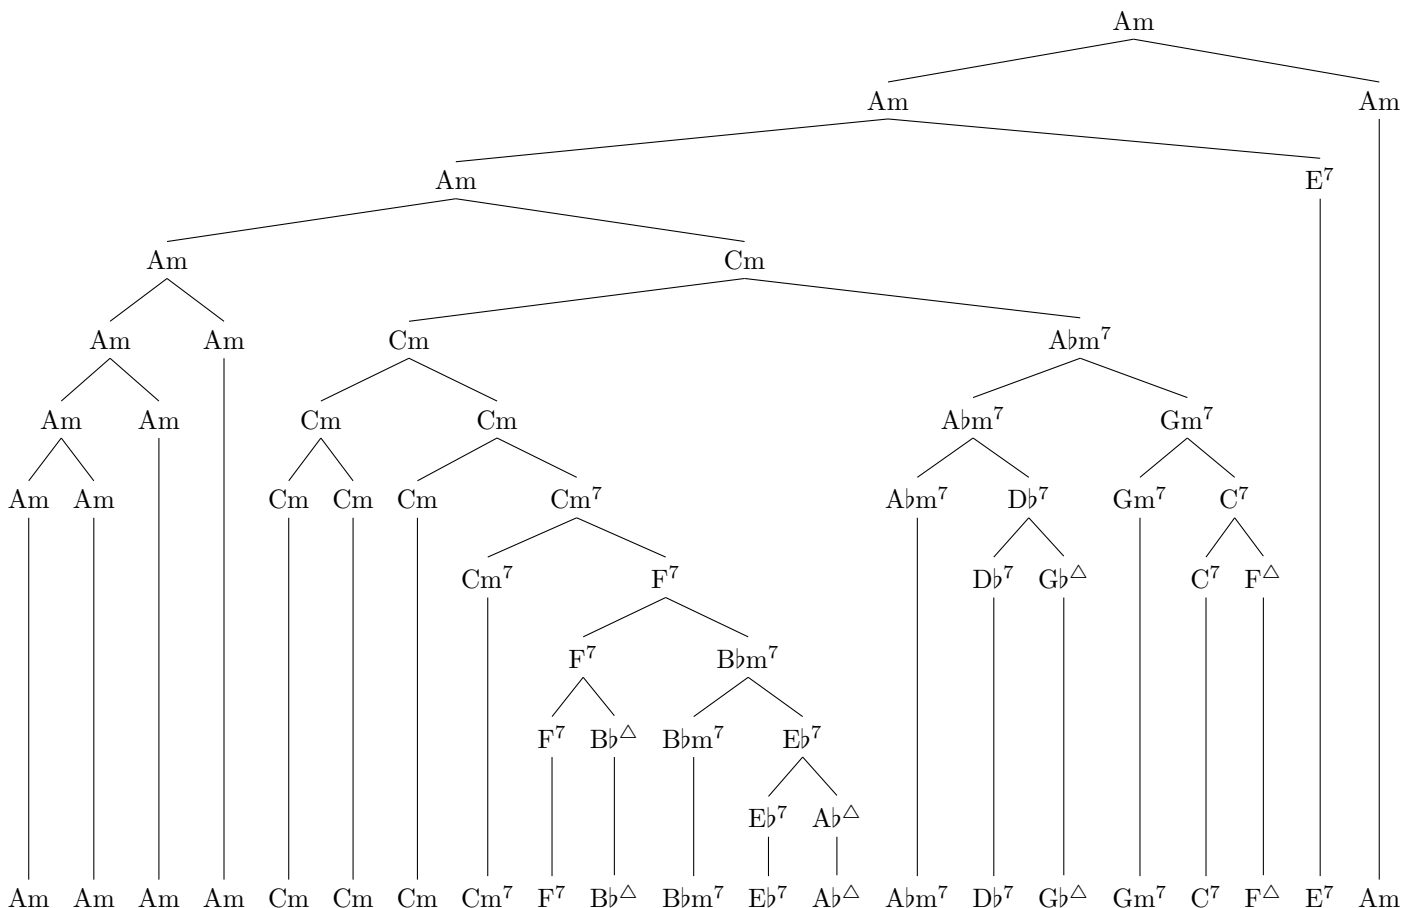 Am
Am Am
Am E⁷
Am Cm
Am Am Cm A♭m⁷
Am Am Cm Cm A♭m⁷ Gm⁷
Am Am Cm Cm Cm Cm⁷ A♭m⁷ D♭⁷ Gm⁷ C⁷
Cm⁷ F⁷ D♭⁷ G♭△ C⁷ F△
F⁷ B♭m⁷
F⁷ B♭△ B♭m⁷ E♭⁷
E♭⁷ A♭△
Am Am Am Am Cm Cm Cm Cm⁷ F⁷ B♭△ B♭m⁷ E♭⁷ A♭△ A♭m⁷ D♭⁷ G♭△ Gm⁷ C⁷ F△ E⁷ Am